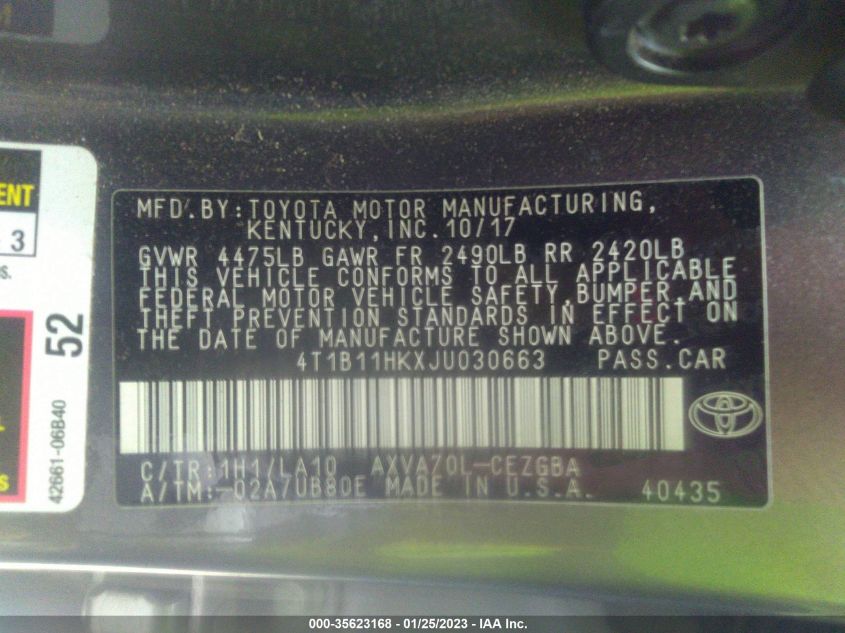 ENT
3
s.
52
42661-06B40
MFD.BY:TOYOTA MOTOR MANUFACTURING,
KENTUCKY,INC.10/17
GVWR 4475LB GAWR FR 2490LB RR 2420LB
THIS VEHICLE CONFORMS TO ALL APPLICABLE
FEDERAL MOTOR VEHICLE SAFETY,BUMPER,AND
THEFT PREVENTION STANDARDS IN EFFECT ON
THE DATE OF MANUFACTURE SHOWN ABOVE.
4T1B11HKXJU030663 PASS.CAR
C/TR:1H1/LA10 AXVA70L-CEZGBA
A/TM:-02A/UB80E MADE IN U.S.A. 40435
000-35623168 - 01/25/2023 - IAA Inc.